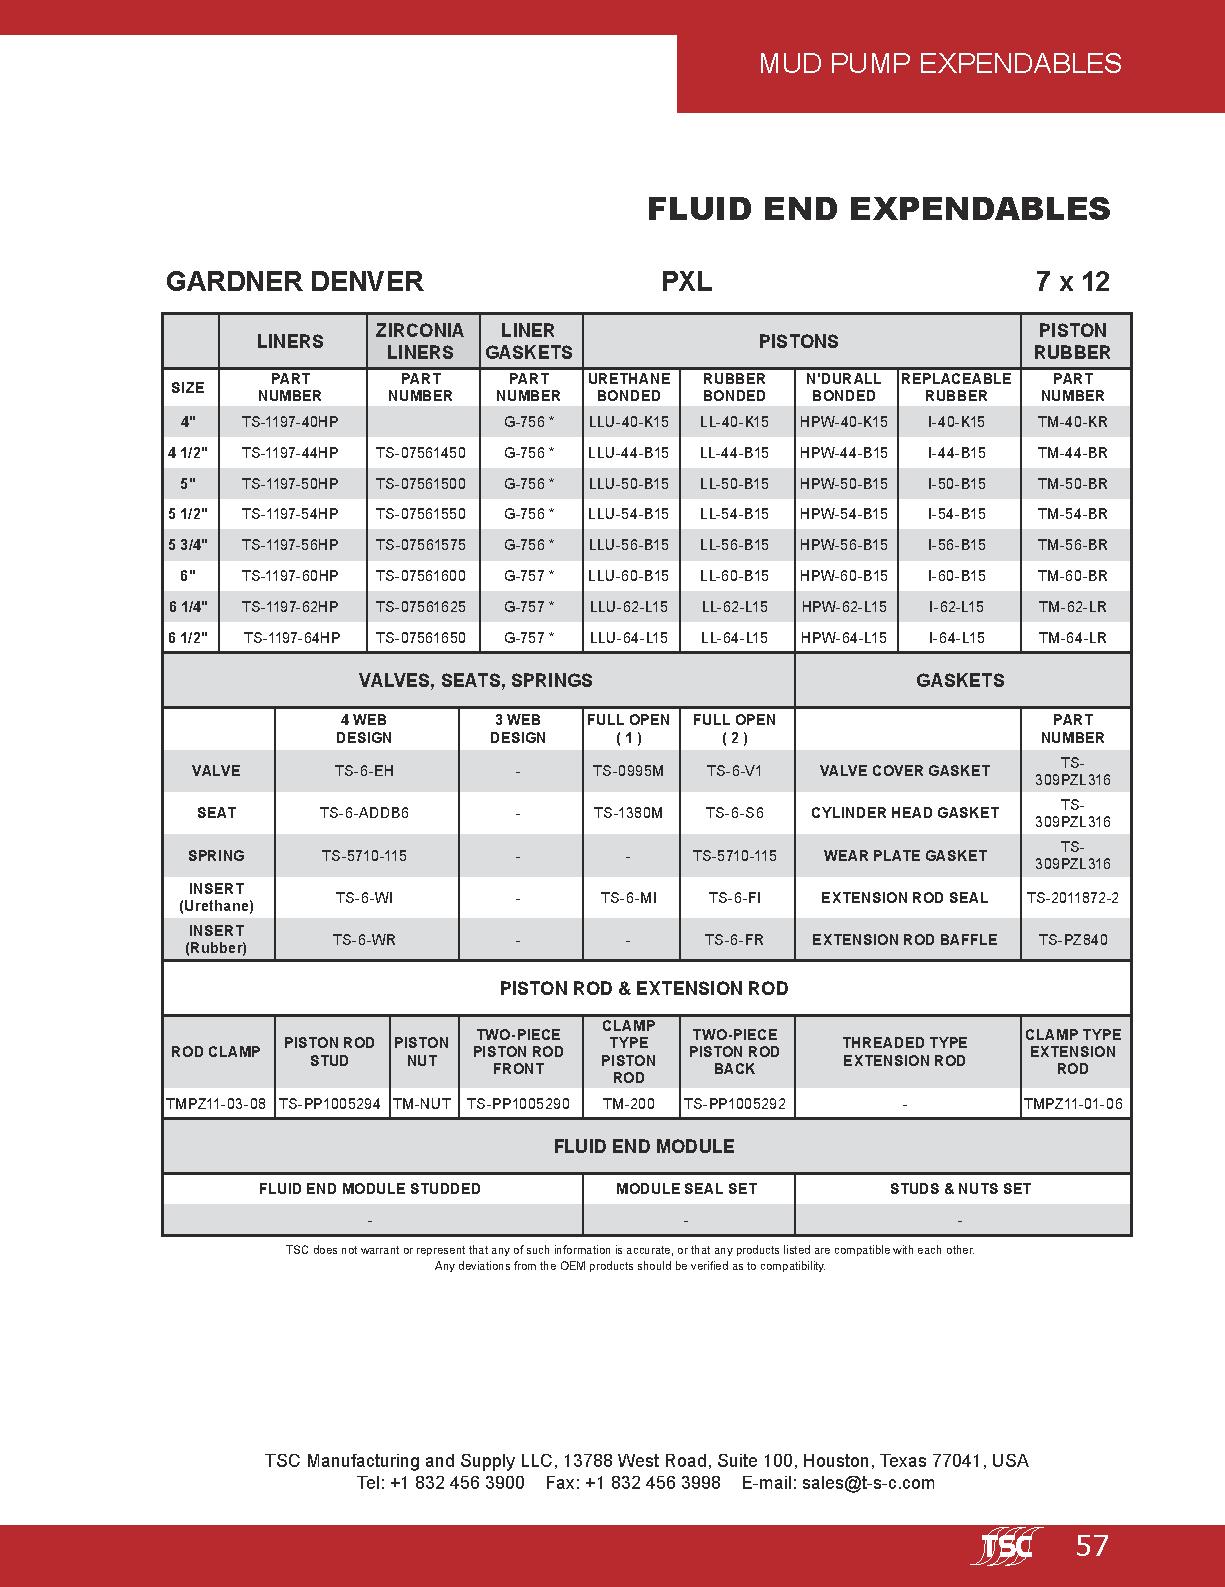 MUD PUMP EXPENDABLES
FLUID END EXPENDABLES
GARDNER DENVER PXL 7 x 12
LINERS ZIRCONIA LINERS LINER GASKETS PISTONS PISTON RUBBER
SIZE PART NUMBER PART NUMBER PART NUMBER URETHANE BONDED RUBBER BONDED N'DURALL BONDED REPLACEABLE RUBBER PART NUMBER
4" TS-1197-40HP G-756 * LLU-40-K15 LL-40-K15 HPW-40-K15 I-40-K15 TM-40-KR
4 1/2" TS-1197-44HP TS-07561450 G-756 * LLU-44-B15 LL-44-B15 HPW-44-B15 I-44-B15 TM-44-BR
5" TS-1197-50HP TS-07561500 G-756 * LLU-50-B15 LL-50-B15 HPW-50-B15 I-50-B15 TM-50-BR
5 1/2" TS-1197-54HP TS-07561550 G-756 * LLU-54-B15 LL-54-B15 HPW-54-B15 I-54-B15 TM-54-BR
5 3/4" TS-1197-56HP TS-07561575 G-756 * LLU-56-B15 LL-56-B15 HPW-56-B15 I-56-B15 TM-56-BR
6" TS-1197-60HP TS-07561600 G-757 * LLU-60-B15 LL-60-B15 HPW-60-B15 I-60-B15 TM-60-BR
6 1/4" TS-1197-62HP TS-07561625 G-757 * LLU-62-L15 LL-62-L15 HPW-62-L15 I-62-L15 TM-62-LR
6 1/2" TS-1197-64HP TS-07561650 G-757 * LLU-64-L15 LL-64-L15 HPW-64-L15 I-64-L15 TM-64-LR
VALVES, SEATS, SPRINGS GASKETS
4 WEB DESIGN 3 WEB DESIGN FULL OPEN ( 1 ) FULL OPEN ( 2 ) PART NUMBER
VALVE TS-6-EH - TS-0995M TS-6-V1 VALVE COVER GASKET TS-309PZL316
SEAT TS-6-ADDB6 - TS-1380M TS-6-S6 CYLINDER HEAD GASKET TS-309PZL316
SPRING TS-5710-115 - - TS-5710-115 WEAR PLATE GASKET TS-309PZL316
INSERT (Urethane) TS-6-WI - TS-6-MI TS-6-FI EXTENSION ROD SEAL TS-2011872-2
INSERT (Rubber) TS-6-WR - - TS-6-FR EXTENSION ROD BAFFLE TS-PZ840
PISTON ROD & EXTENSION ROD
ROD CLAMP PISTON ROD STUD PISTON NUT TWO-PIECE PISTON ROD FRONT CLAMP TYPE PISTON ROD TWO-PIECE PISTON ROD BACK THREADED TYPE EXTENSION ROD CLAMP TYPE EXTENSION ROD
TMPZ11-03-08 TS-PP1005294 TM-NUT TS-PP1005290 TM-200 TS-PP1005292 - TMPZ11-01-06
FLUID END MODULE
FLUID END MODULE STUDDED MODULE SEAL SET STUDS & NUTS SET
- - -
TSC does not warrant or represent that any of such information is accurate, or that any products listed are compatible with each other.
Any deviations from the OEM products should be verified as to compatibility.
TSC Manufacturing and Supply LLC, 13788 West Road, Suite 100, Houston, Texas 77041, USA
Tel: +1 832 456 3900 Fax: +1 832 456 3998 E-mail: sales@t-s-c.com
TSC 57